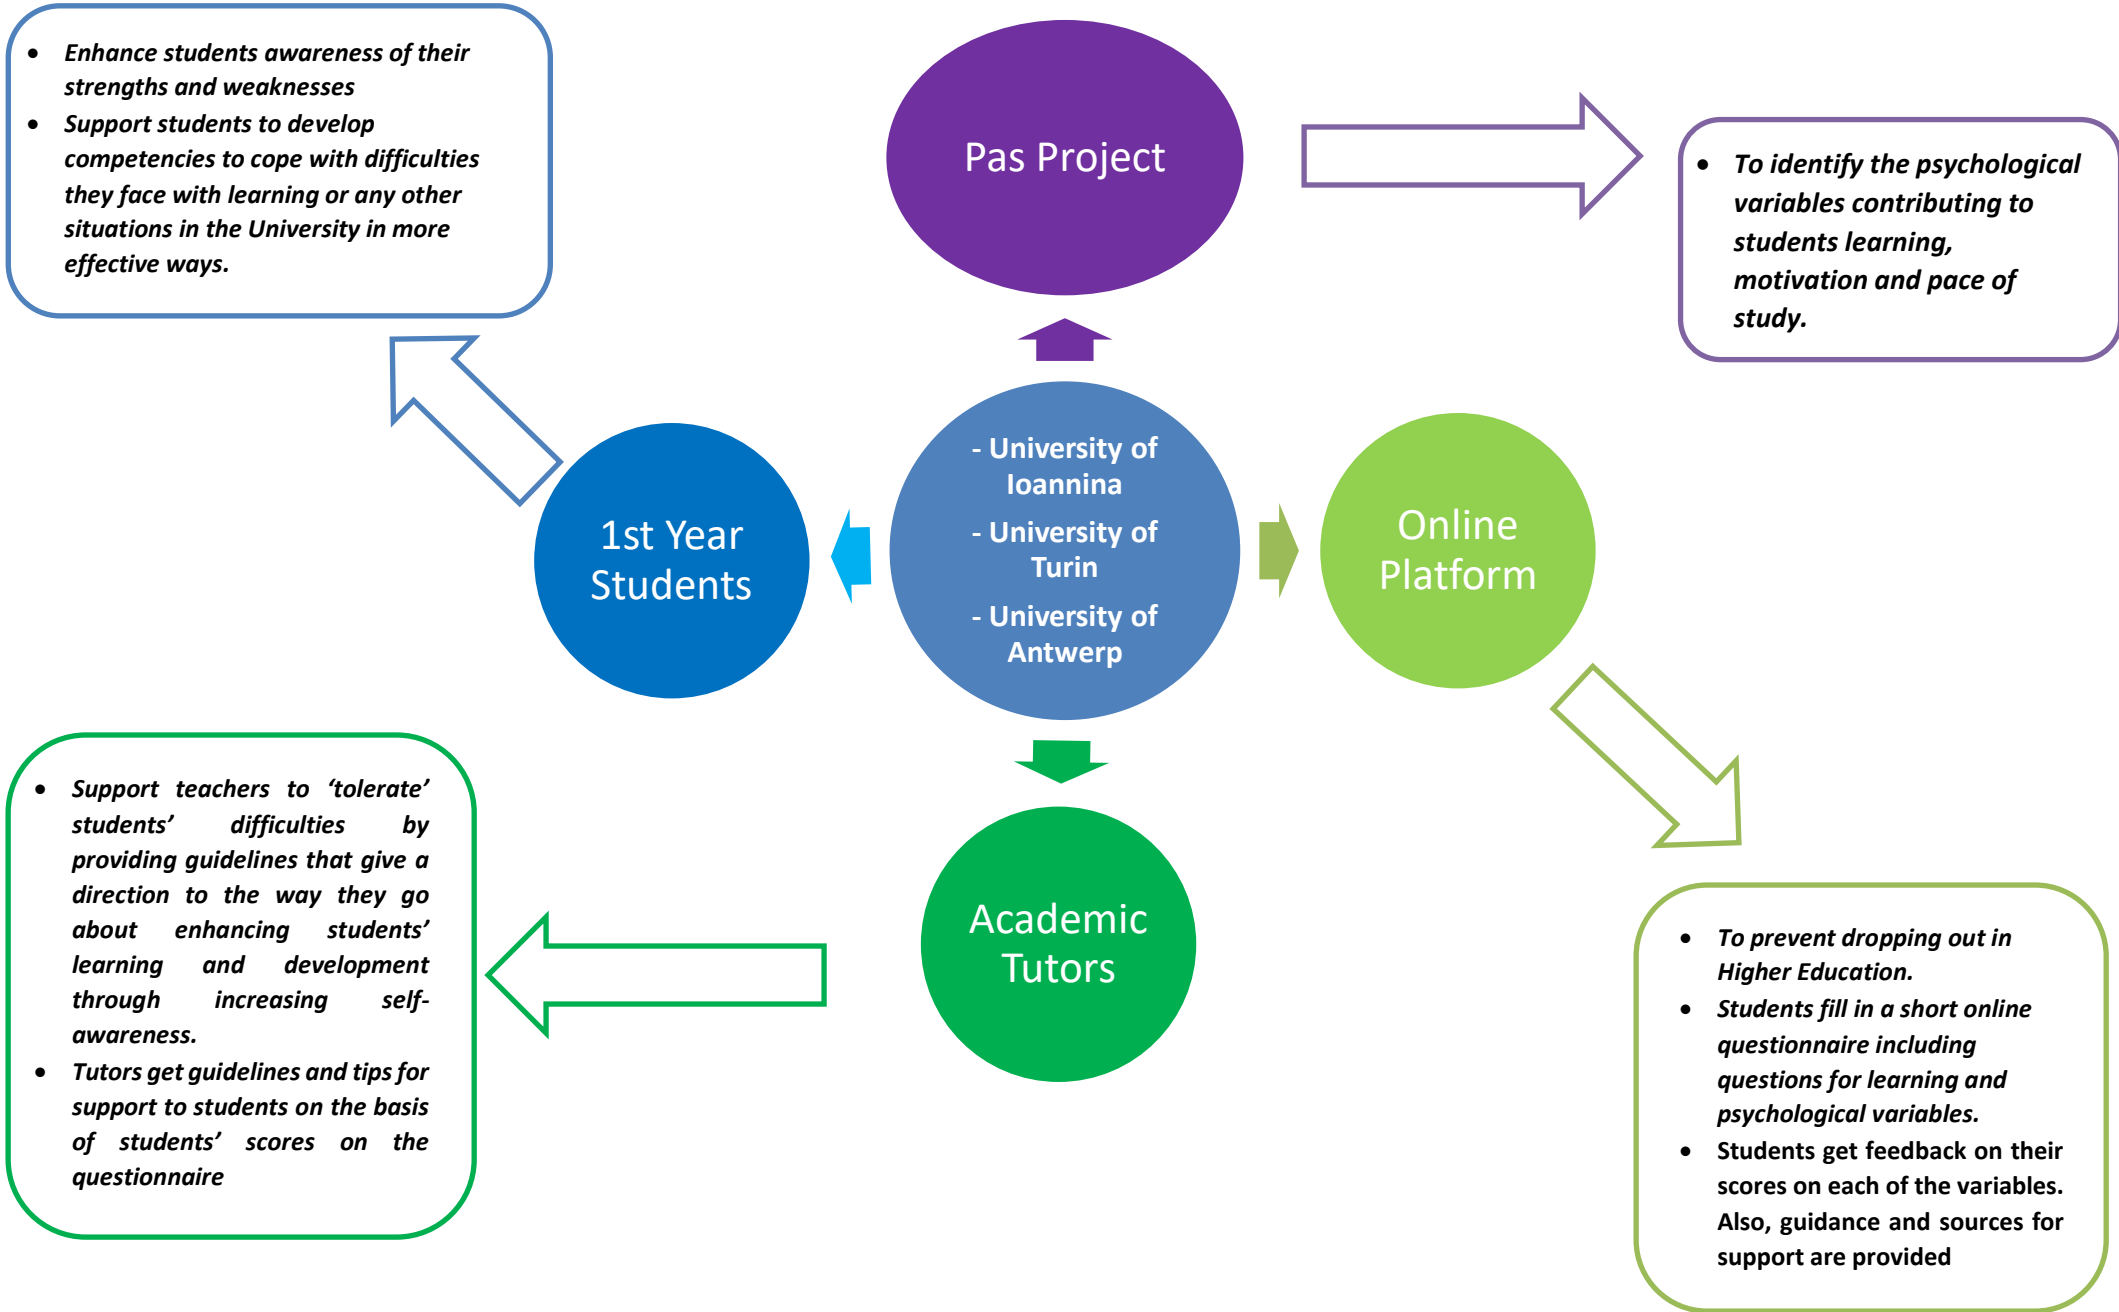 • Enhance students awareness of their
strengths and weaknesses
• Support students to develop
competencies to cope with difficulties
they face with learning or any other
situations in the University in more
effective ways.
Pas Project
• To identify the psychological
variables contributing to
students learning,
motivation and pace of
study.
1st Year
Students
- University of
Ioannina
- University of
Turin
- University of
Antwerp
Online
Platform
• Support teachers to ‘tolerate’
students’ difficulties by
providing guidelines that give a
direction to the way they go
about enhancing students’
learning and development
through increasing self-
awareness.
• Tutors get guidelines and tips for
support to students on the basis
of students’ scores on the
questionnaire
Academic
Tutors
• To prevent dropping out in
Higher Education.
• Students fill in a short online
questionnaire including
questions for learning and
psychological variables.
• Students get feedback on their
scores on each of the variables.
Also, guidance and sources for
support are provided